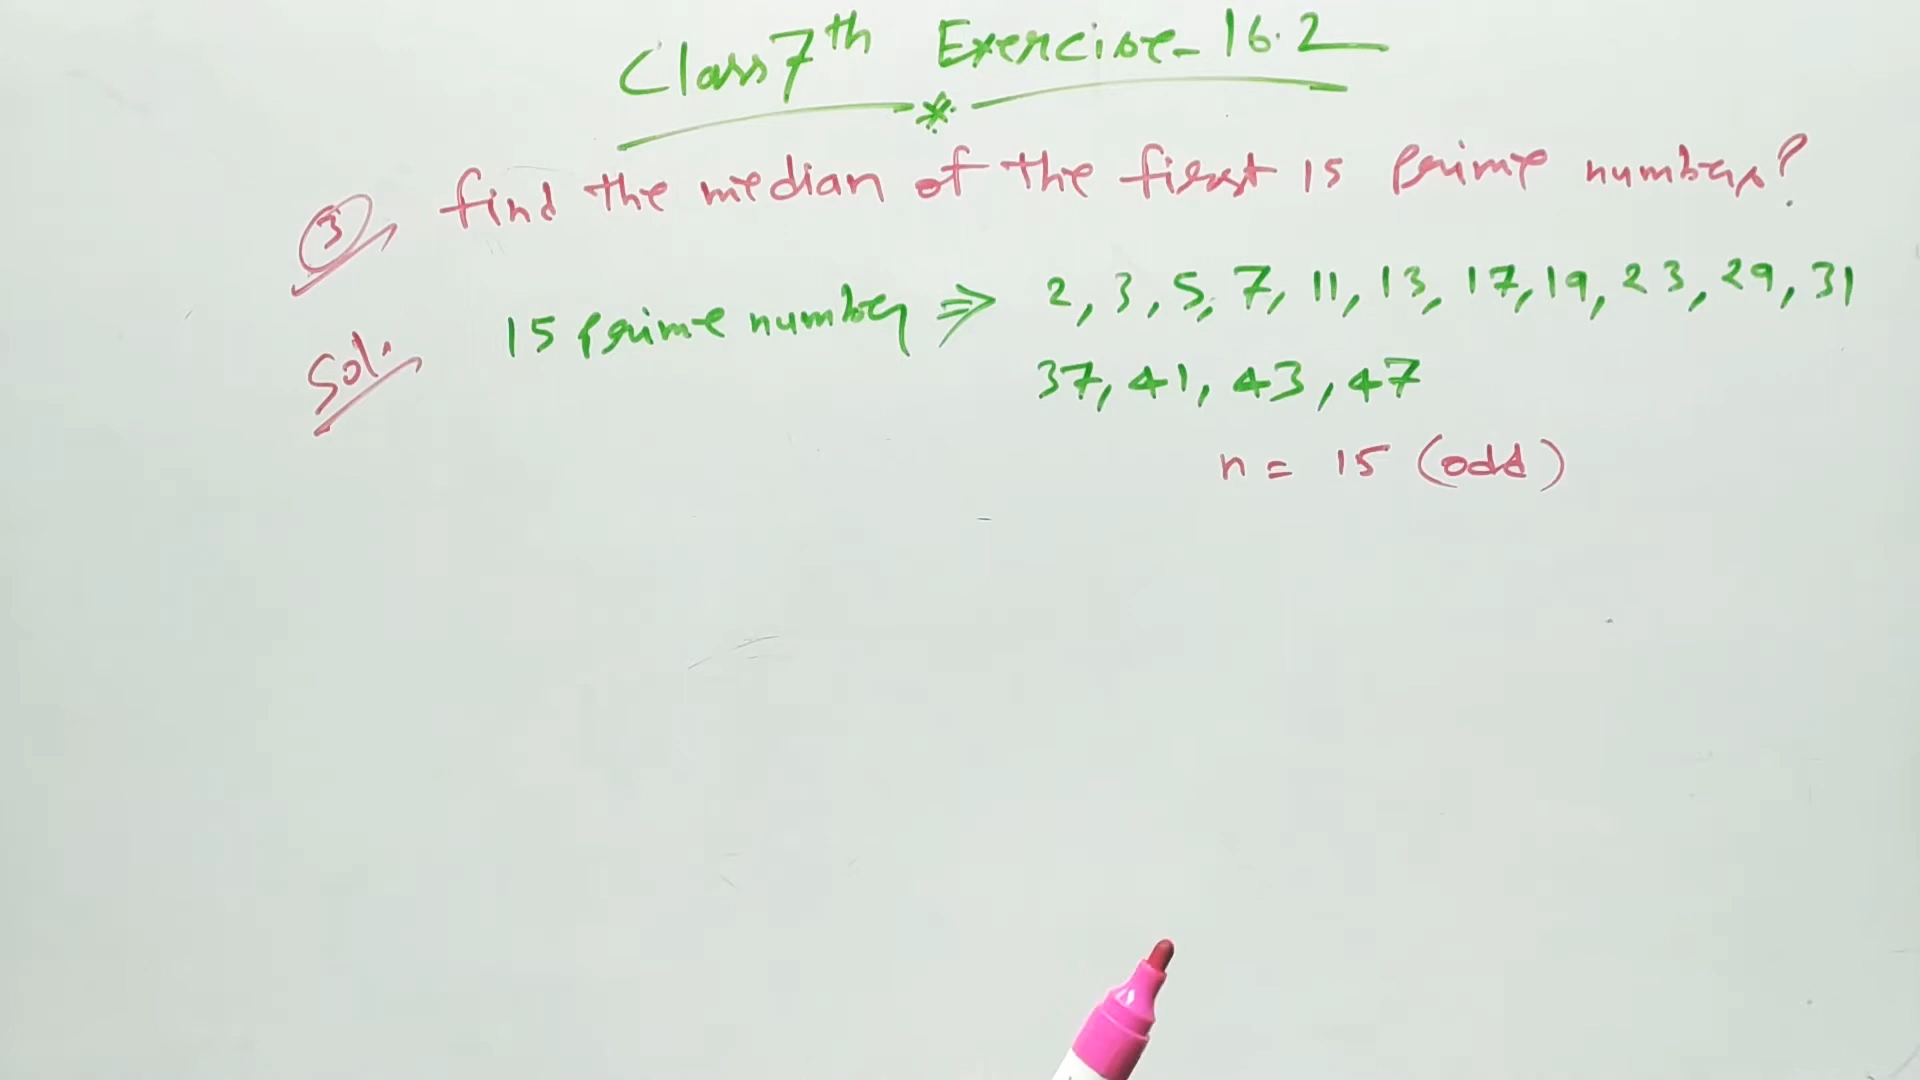 Class 7th Exercise-16.2
③ find the median of the first 15 prime numbers?
Sol. 15 prime number ⇒ 2, 3, 5, 7, 11, 13, 17, 19, 23, 29, 31
37, 41, 43, 47
n = 15 (odd)